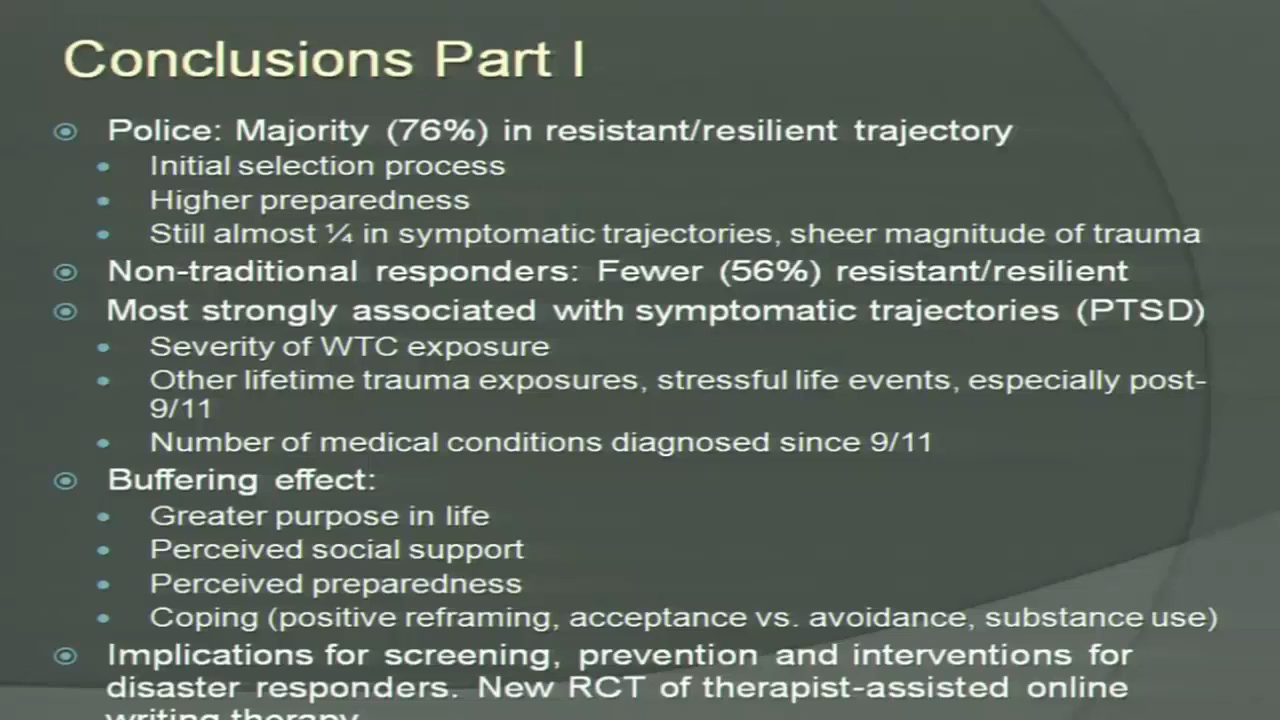 Conclusions Part I
Police: Majority (76%) in resistant/resilient trajectory
Initial selection process
Higher preparedness
Still almost ¼ in symptomatic trajectories, sheer magnitude of trauma
Non-traditional responders: Fewer (56%) resistant/resilient
Most strongly associated with symptomatic trajectories (PTSD)
Severity of WTC exposure
Other lifetime trauma exposures, stressful life events, especially post-
9/11
Number of medical conditions diagnosed since 9/11
Buffering effect:
Greater purpose in life
Perceived social support
Perceived preparedness
Coping (positive reframing, acceptance vs. avoidance, substance use)
Implications for screening, prevention and interventions for
disaster responders. New RCT of therapist-assisted online
writing therapy